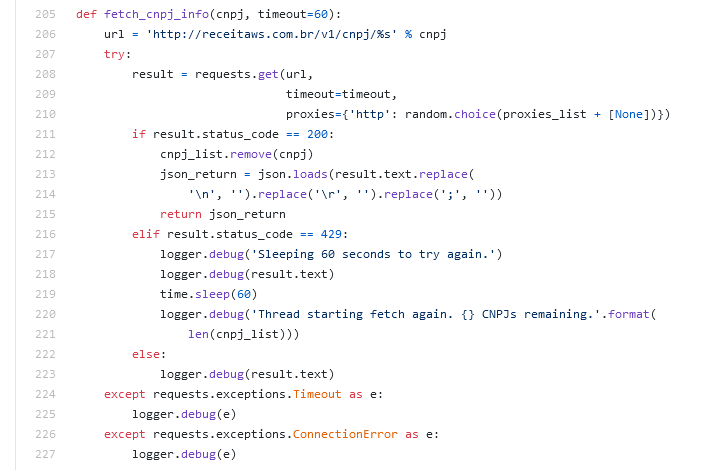 205 def fetch_cnpj_info(cnpj, timeout=60):
206     url = 'http://receitaws.com.br/v1/cnpj/%s' % cnpj
207     try:
208         result = requests.get(url,
209                               timeout=timeout,
210                               proxies={'http': random.choice(proxies_list + [None])})
211         if result.status_code == 200:
212             cnpj_list.remove(cnpj)
213             json_return = json.loads(result.text.replace(
214                 '\n', '').replace('\r', '').replace(';', ''))
215             return json_return
216         elif result.status_code == 429:
217             logger.debug('Sleeping 60 seconds to try again.')
218             logger.debug(result.text)
219             time.sleep(60)
220             logger.debug('Thread starting fetch again. {} CNPJs remaining.'.format(
221                 len(cnpj_list)))
222         else:
223             logger.debug(result.text)
224     except requests.exceptions.Timeout as e:
225         logger.debug(e)
226     except requests.exceptions.ConnectionError as e:
227         logger.debug(e)